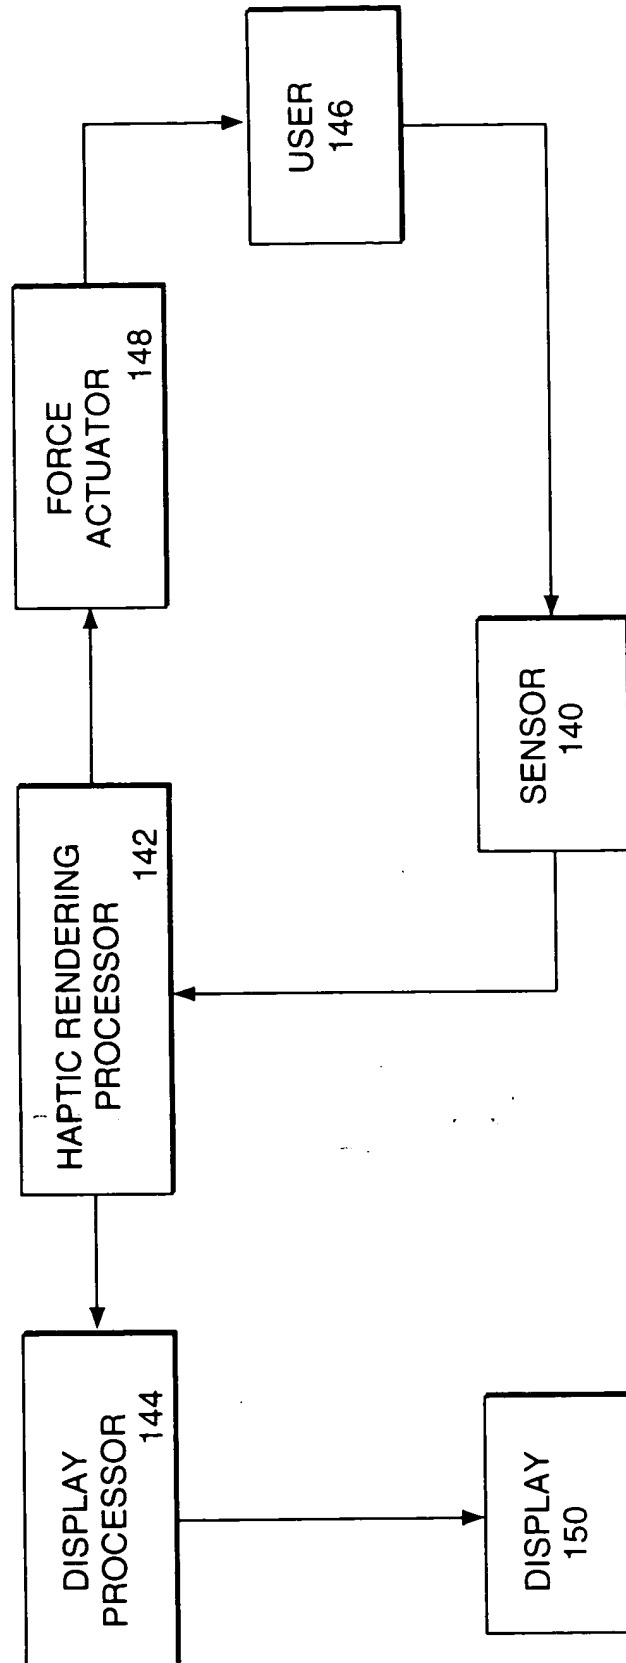 DISPLAY
PROCESSOR
144
HAPTIC RENDERING
PROCESSOR
142
FORCE
ACTUATOR
148
USER
146
DISPLAY
150
SENSOR
140